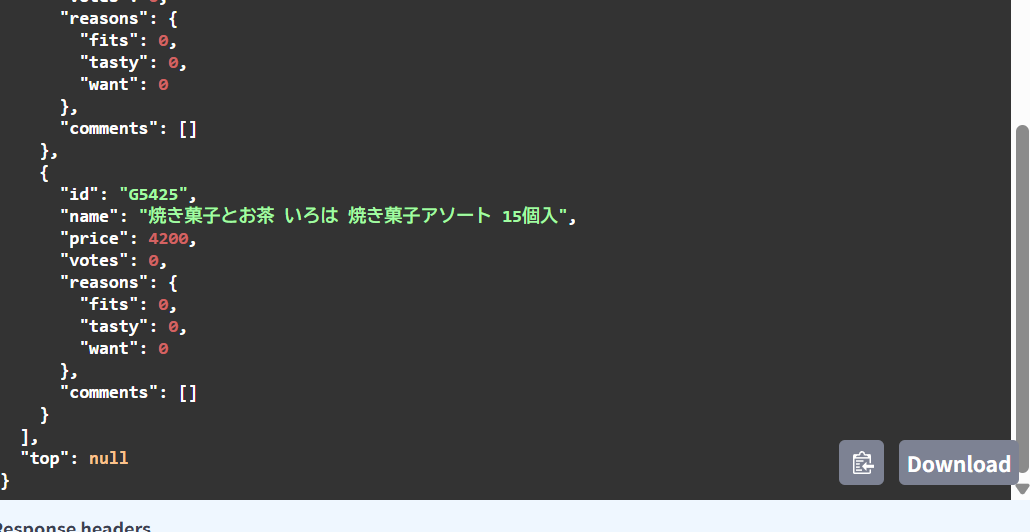 "reasons": {
"fits": 0,
"tasty": 0,
"want": 0
},
"comments": []
},
{
"id": "G5425",
"name": "焼き菓子とお茶 いろは 焼き菓子アソート 15個入",
"price": 4200,
"votes": 0,
"reasons": {
"fits": 0,
"tasty": 0,
"want": 0
},
"comments": []
}
],
"top": null
}
Download
Response headers